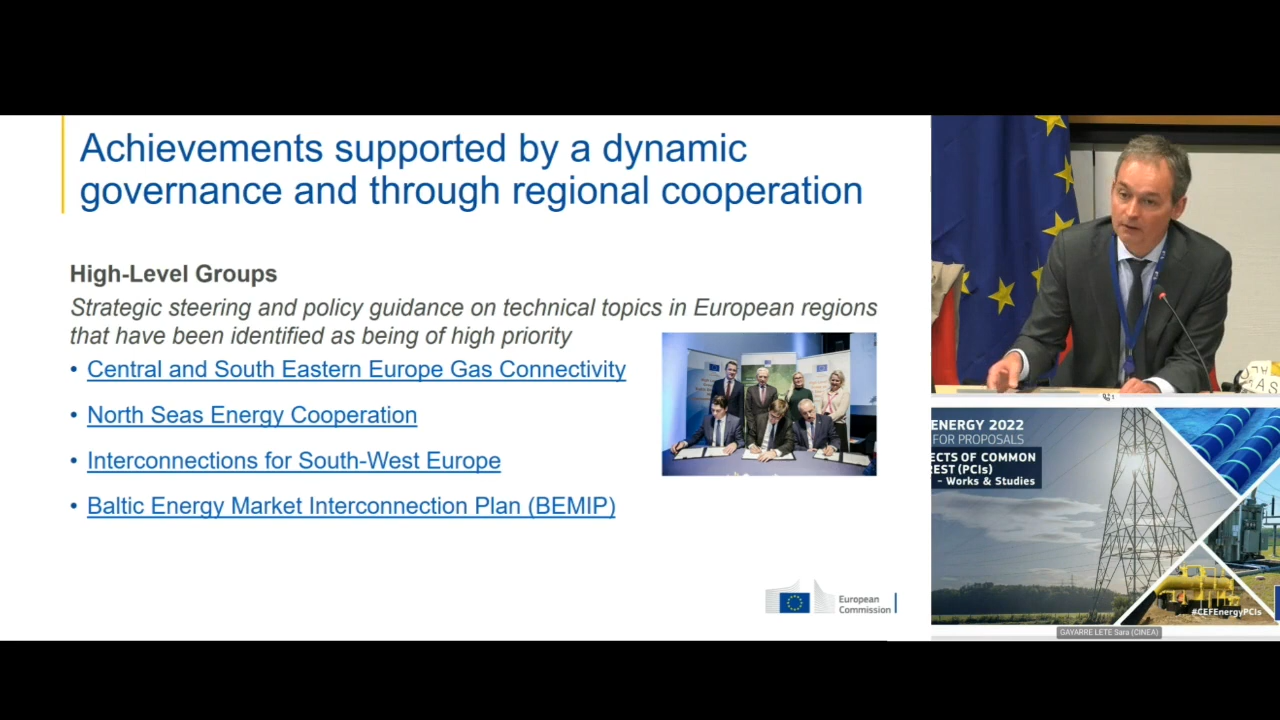 Achievements supported by a dynamic
governance and through regional cooperation
High-Level Groups
Strategic steering and policy guidance on technical topics in European regions
that have been identified as being of high priority
• Central and South Eastern Europe Gas Connectivity
• North Seas Energy Cooperation
• Interconnections for South-West Europe
• Baltic Energy Market Interconnection Plan (BEMIP)
European
Commission
ENERGY 2022
FOR PROPOSALS
ECTS OF COMMON
REST (PCIs)
- Works & Studies
#CEFEnergyPCIs
GAYARRE LETE Sara (CINEA)